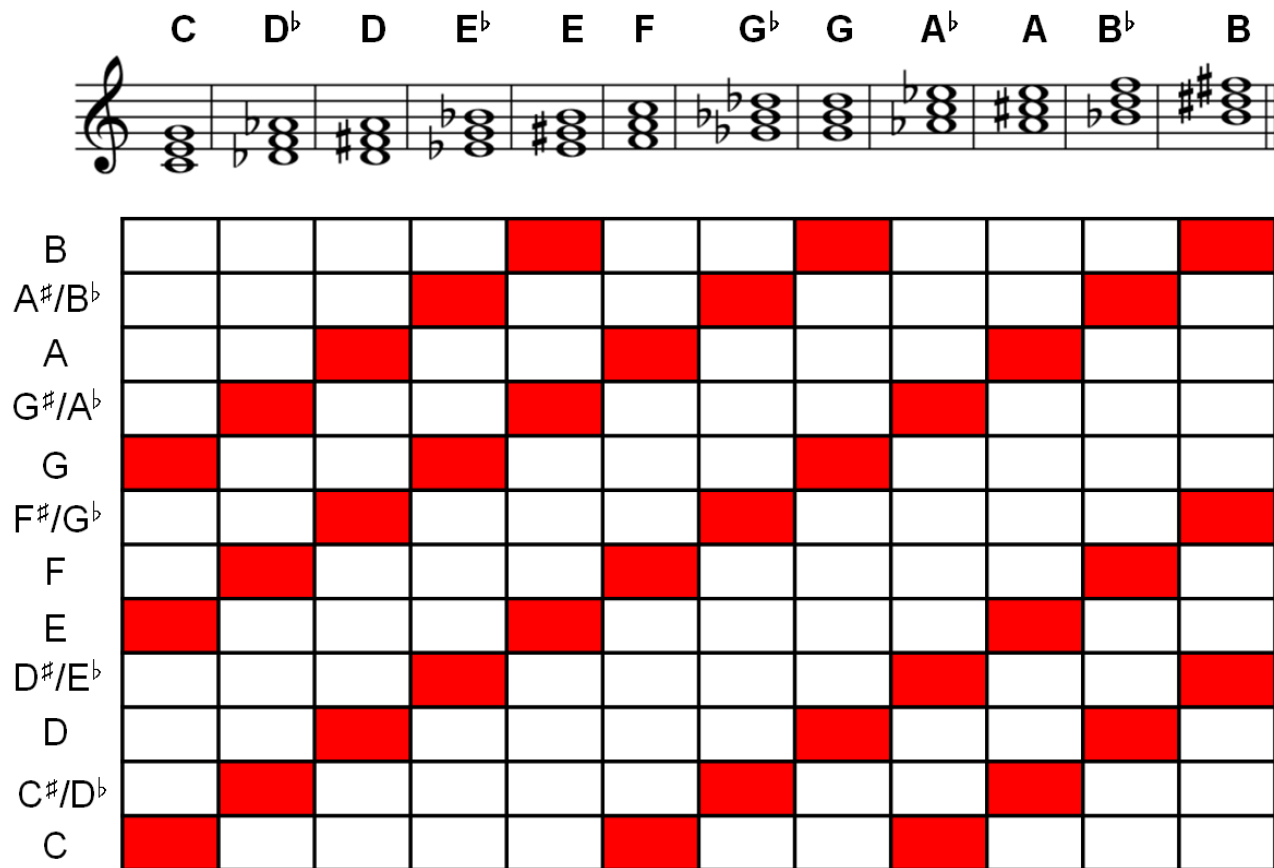 C D♭ D E♭ E F G♭ G A♭ A B♭ B
B
A♯/B♭
A
G♯/A♭
G
F♯/G♭
F
E
D♯/E♭
D
C♯/D♭
C